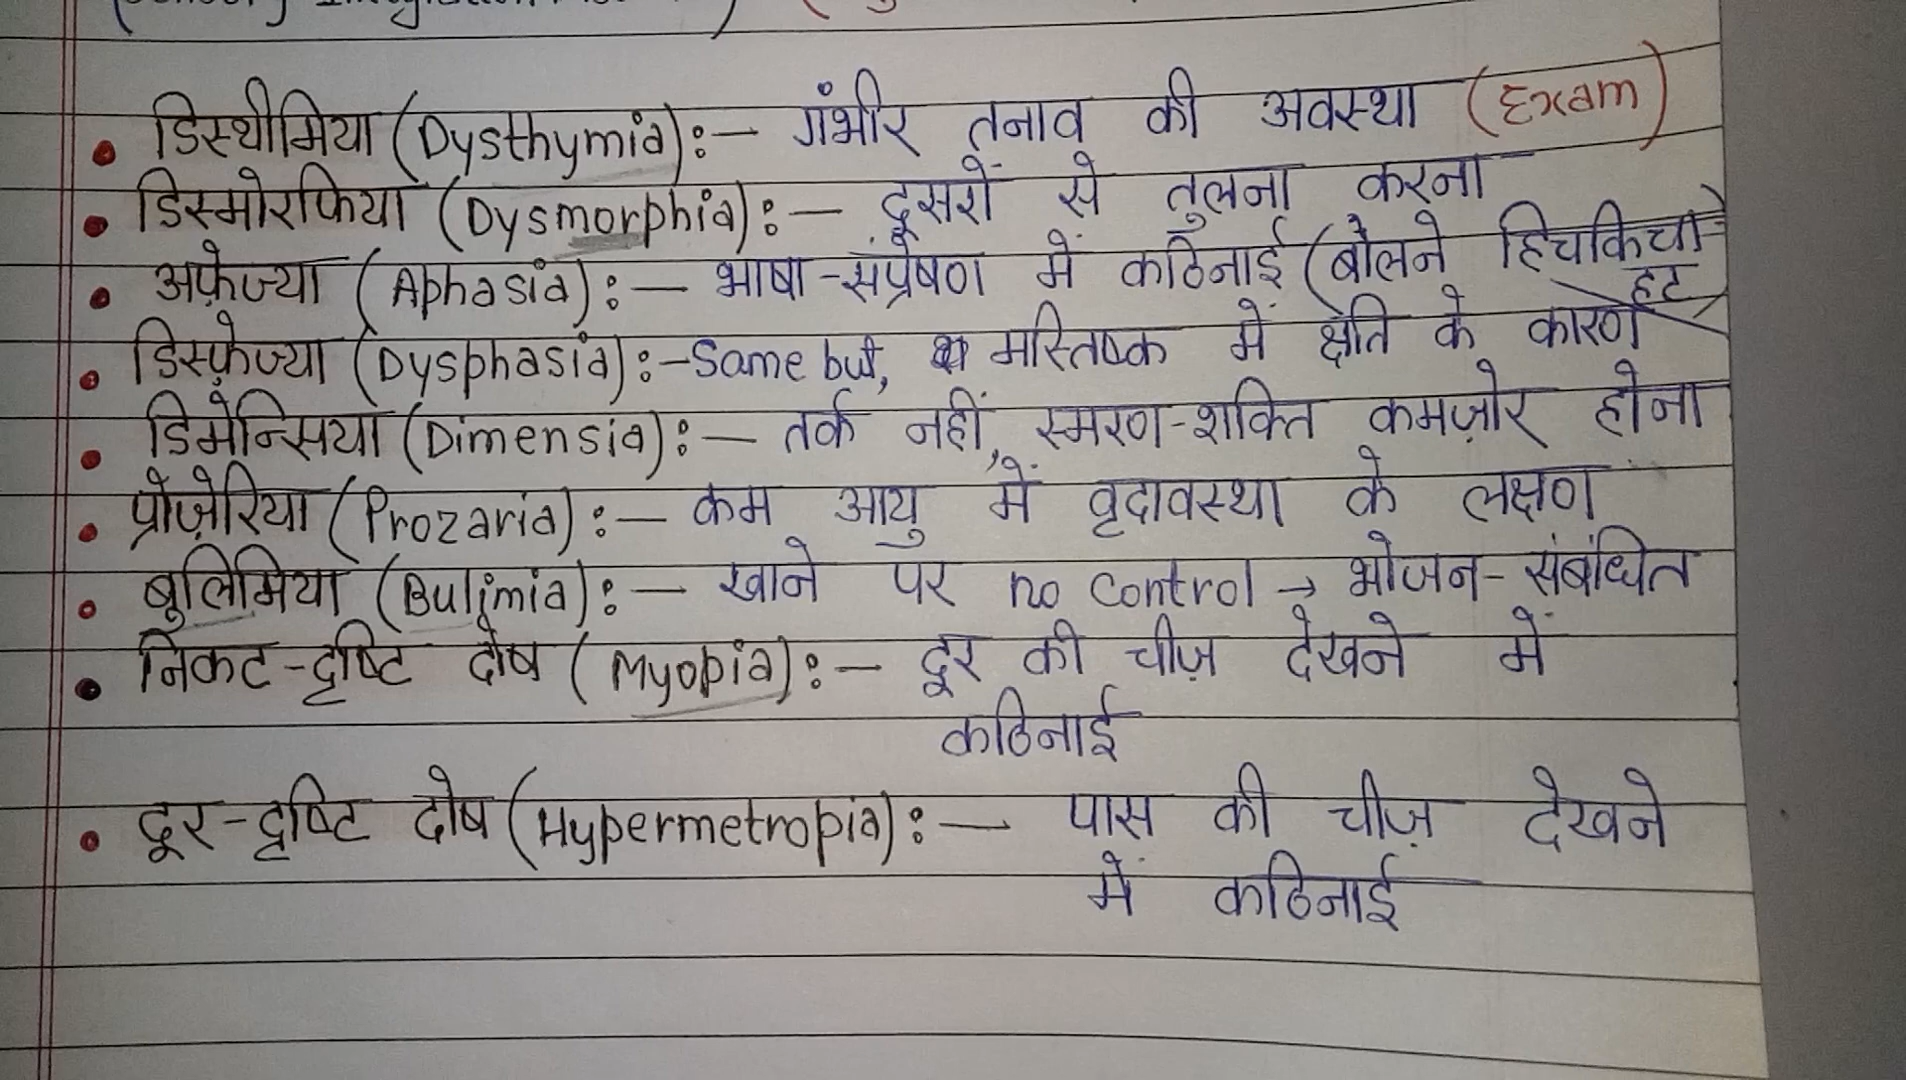 (Sensory Integration
• डिस्थीमिया (Dysthymia):— गंभीर तनाव की अवस्था (Exam)
• डिस्मोरफिया (Dysmorphia):— दूसरों से तुलना करना
• अफ़ेज्या (Aphasia):— भाषा-संप्रेषण में कठिनाई (बोलने हिचकिचाहट)
• डिस्फ़ेज्या (Dysphasia):- Same but, मस्तिष्क में क्षति के कारण
• डिमेन्सिया (Dimensia):— तर्क नहीं, स्मरण-शक्ति कमज़ोर होना
• प्रोज़ेरिया (Prozaria):— कम आयु में वृदावस्था के लक्षण
• बुलिमिया (Bulimia):— खाने पर no control → भोजन-संबंधित
• निकट-दृष्टि दोष (Myopia):— दूर की चीज़ देखने में
कठिनाई
• दूर-दृष्टि दोष (Hypermetropia):— पास की चीज़ देखने
में कठिनाई